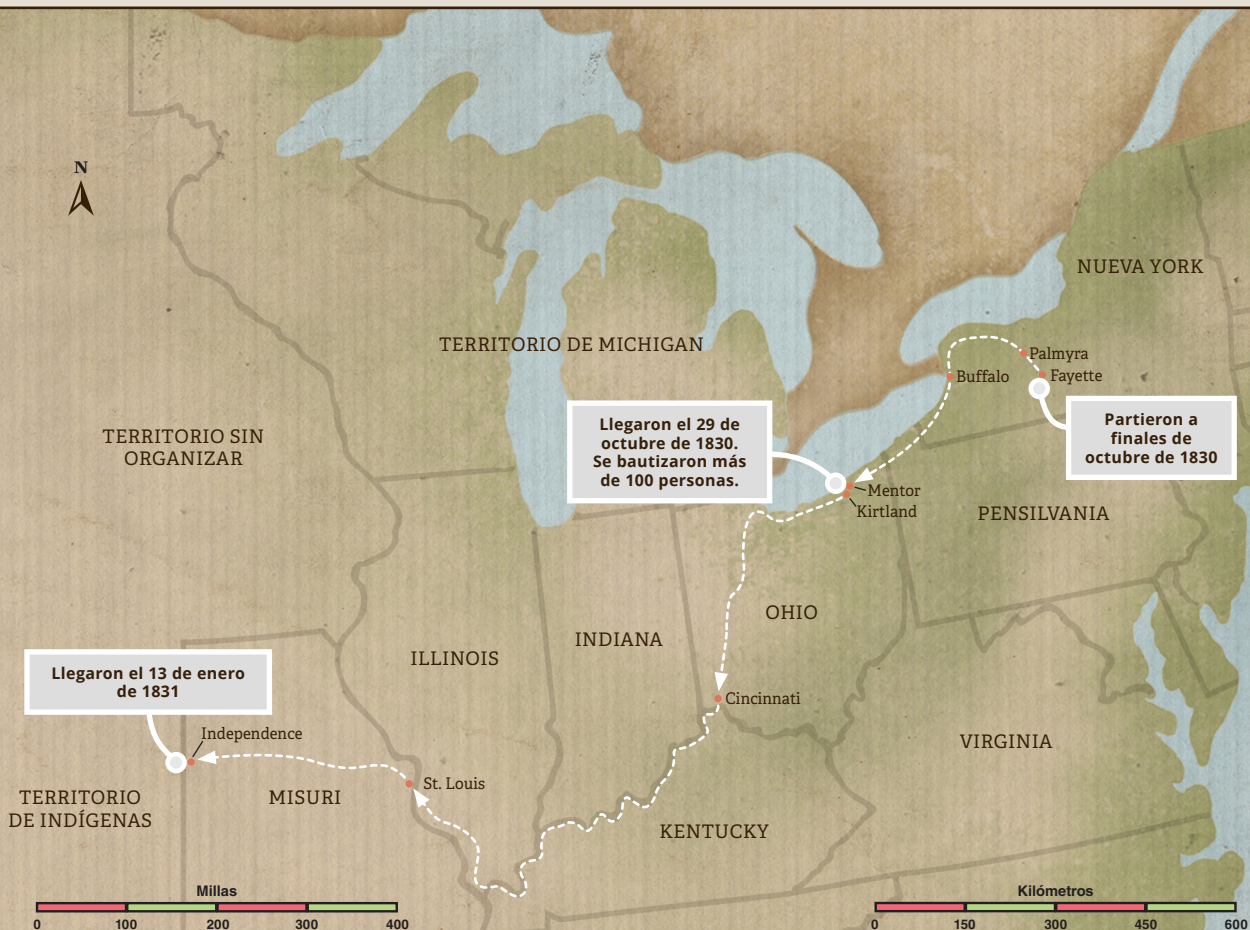 N
NUEVA YORK
TERRITORIO DE MICHIGAN
Palmyra
Fayette
Buffalo
Partieron a
finales de
octubre de 1830
Llegaron el 29 de
octubre de 1830.
Se bautizaron más
de 100 personas.
TERRITORIO SIN
ORGANIZAR
Mentor
Kirtland
PENSILVANIA
OHIO
INDIANA
ILLINOIS
Llegaron el 13 de enero
de 1831
Cincinnati
Independence
VIRGINIA
St. Louis
TERRITORIO
DE INDÍGENAS
MISURI
KENTUCKY
Millas
0 100 200 300 400
Kilómetros
0 150 300 450 600